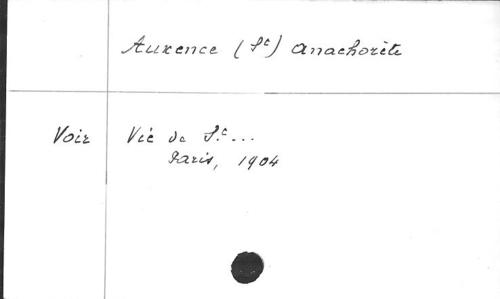 Auxence (St) anachorète
Voir Vie de St...
Paris, 1904